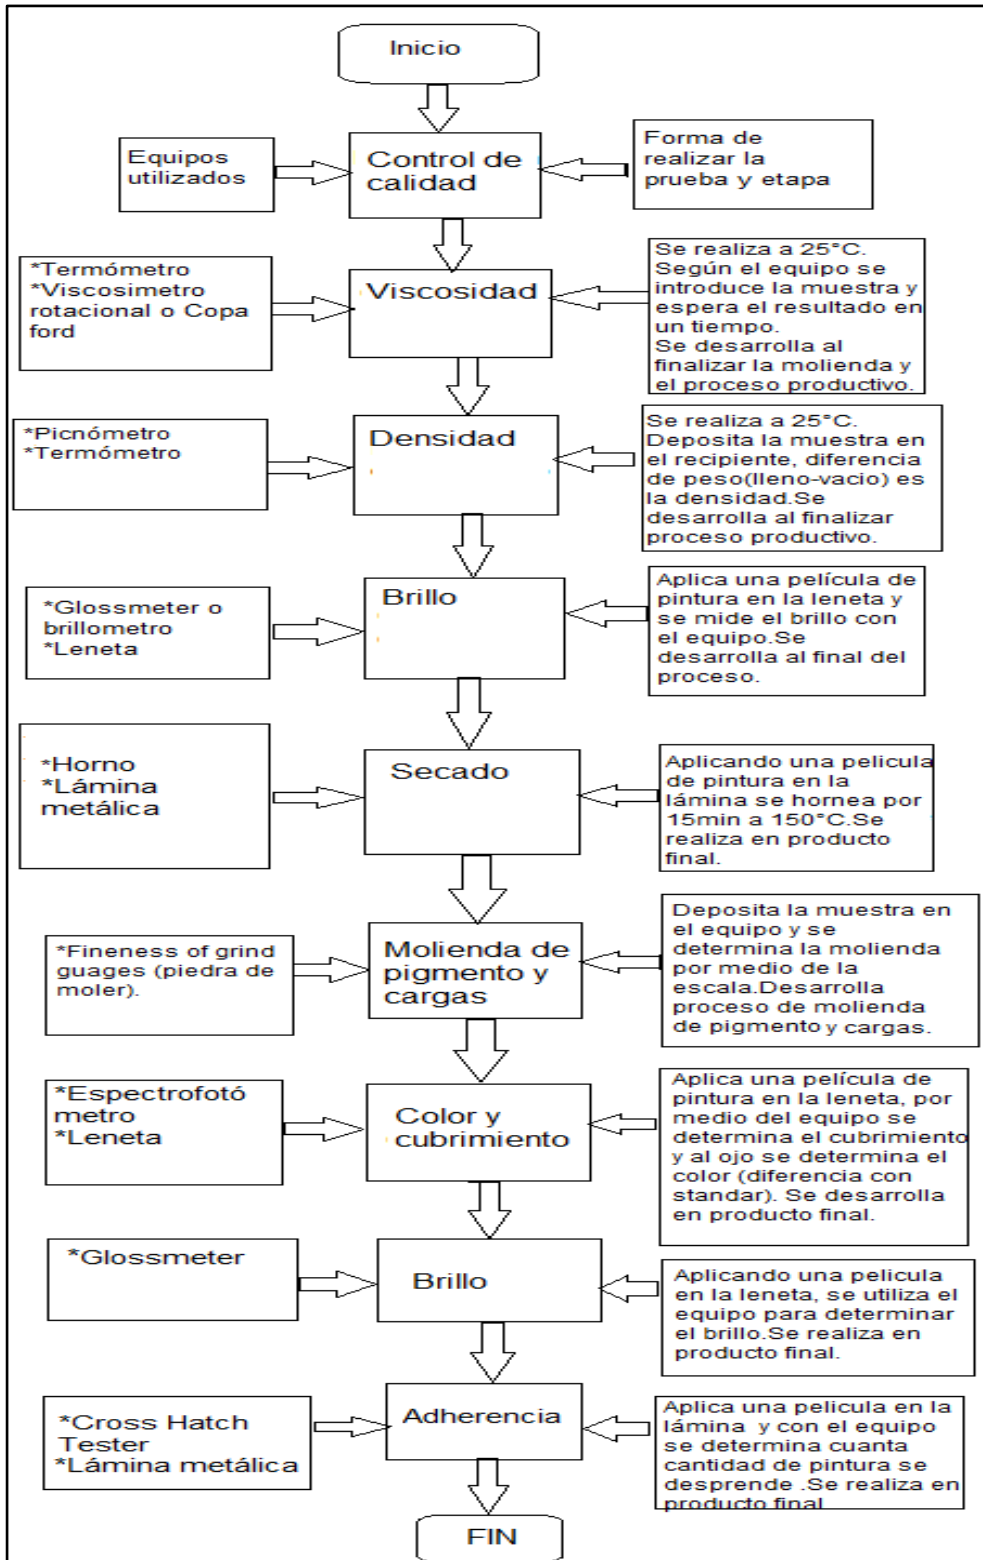 Inicio
Equipos
utilizados
Control de
calidad
Forma de
realizar la
prueba y etapa
*Termómetro
*Viscosimetro
rotacional o Copa
ford
Viscosidad
Se realiza a 25°C.
Según el equipo se
introduce la muestra y
espera el resultado en
un tiempo.
Se desarrolla al
finalizar la molienda y
el proceso productivo.
*Picnómetro
*Termómetro
Densidad
Se realiza a 25°C.
Deposita la muestra en
el recipiente, diferencia
de peso(lleno-vacio) es
la densidad.Se
desarrolla al finalizar
proceso productivo.
*Glossmeter o
brillometro
*Leneta
Brillo
Aplica una película de
pintura en la leneta y
se mide el brillo con
el equipo.Se
desarrolla al final del
proceso.
*Horno
*Lámina
metálica
Secado
Aplicando una pelicula
de pintura en la
lámina se hornea por
15min a 150°C.Se
realiza en producto
final.
*Fineness of grind
guages (piedra de
moler).
Molienda de
pigmento y
cargas
Deposita la muestra en
el equipo y se
determina la molienda
por medio de la
escala.Desarrolla
proceso de molienda
de pigmento y cargas.
*Espectrofotó
metro
*Leneta
Color y
cubrimiento
Aplica una película de
pintura en la leneta, por
medio del equipo se
determina el cubrimiento
y al ojo se determina el
color (diferencia con
standar). Se desarrolla
en producto final.
*Glossmeter
Brillo
Aplicando una pelicula
en la leneta, se utiliza el
equipo para determinar
el brillo.Se realiza en
producto final.
*Cross Hatch
Tester
*Lámina metálica
Adherencia
Aplica una pelicula en la
lámina y con el equipo
se determina cuanta
cantidad de pintura se
desprende .Se realiza en
producto final
FIN